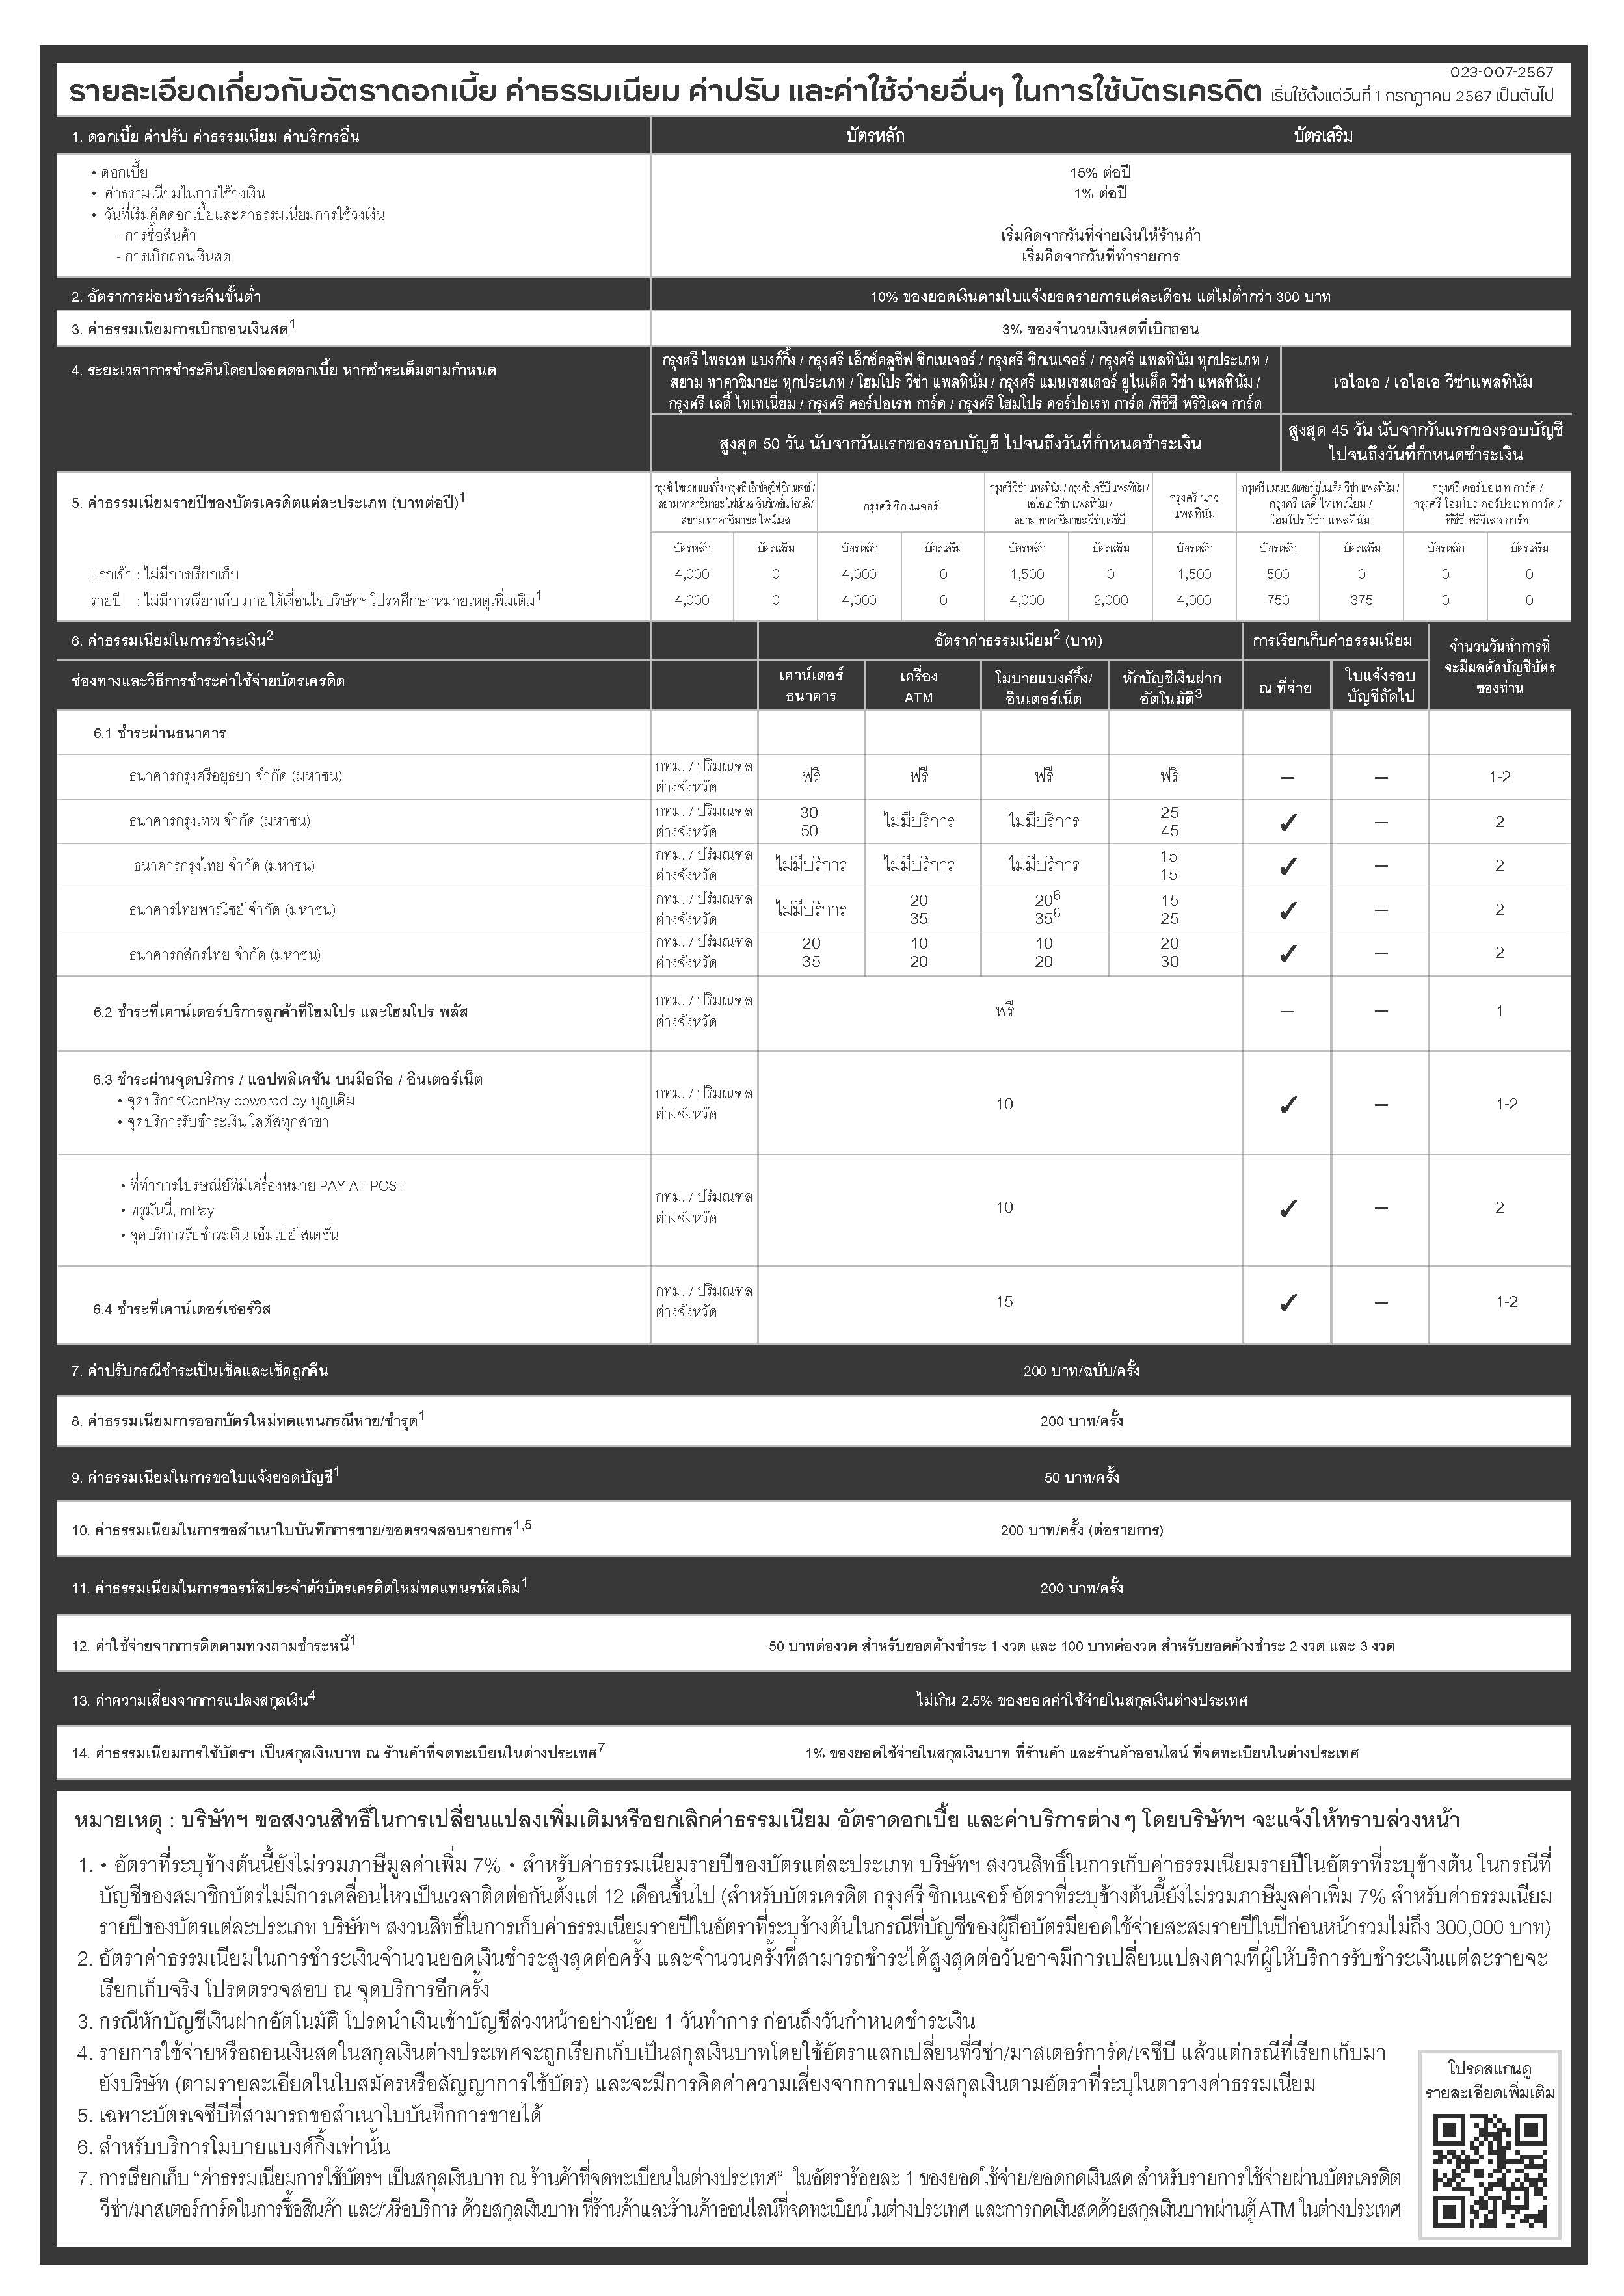 023-007-2567
รายละเอียดเกี่ยวกับอัตราดอกเบี้ย ค่าธรรมเนียม ค่าปรับ และค่าใช้จ่ายอื่นๆ ในการใช้บัตรเครดิต เริ่มใช้ตั้งแต่วันที่ 1 กรกฎาคม 2567 เป็นต้นไป
1. ดอกเบี้ย ค่าปรับ ค่าธรรมเนียม ค่าบริการอื่น บัตรหลัก บัตรเสริม
• ดอกเบี้ย 15% ต่อปี
• ค่าธรรมเนียมในการใช้วงเงิน 1% ต่อปี
• วันที่เริ่มคิดดอกเบี้ยและค่าธรรมเนียมการใช้วงเงิน
- การซื้อสินค้า เริ่มคิดจากวันที่จ่ายเงินให้ร้านค้า
- การเบิกถอนเงินสด เริ่มคิดจากวันที่ทำรายการ
2. อัตราการผ่อนชำระคืนขั้นต่ำ 10% ของยอดเงินตามใบแจ้งยอดรายการแต่ละเดือน แต่ไม่ต่ำกว่า 300 บาท
3. ค่าธรรมเนียมการเบิกถอนเงินสด1 3% ของจำนวนเงินสดที่เบิกถอน
4. ระยะเวลาการชำระคืนโดยปลอดดอกเบี้ย หากชำระเต็มตามกำหนด
กรุงศรี ไพรเวท แบงก์กิ้ง / กรุงศรี เอ็กซ์คลูซีฟ ซิกเนเจอร์ / กรุงศรี ซิกเนเจอร์ / กรุงศรี แพลทินัม ทุกประเภท /
สยาม ทาคาชิมายะ ทุกประเภท / โฮมโปร วีซ่า แพลทินัม / กรุงศรี แมนเชสเตอร์ ยูไนเต็ด วีซ่า แพลทินัม /
กรุงศรี เลดี้ ไทเทเนี่ยม / กรุงศรี คอร์ปอเรท การ์ด / กรุงศรี โฮมโปร คอร์ปอเรท การ์ด /ทีซีซี พริวิเลจ การ์ด
เอไอเอ / เอไอเอ วีซ่าแพลทินัม
สูงสุด 50 วัน นับจากวันแรกของรอบบัญชี ไปจนถึงวันที่กำหนดชำระเงิน
สูงสุด 45 วัน นับจากวันแรกของรอบบัญชี
ไปจนถึงวันที่กำหนดชำระเงิน
5. ค่าธรรมเนียมรายปีของบัตรเครดิตแต่ละประเภท (บาทต่อปี)1
กรุงศรี ไพรเวท แบงก์กิ้ง / กรุงศรี เอ็กซ์คลูซีฟ ซิกเนเจอร์ /
สยาม ทาคาชิมายะ ไฟน์เนส-อินไวเทชั่น โอนลี่ /
สยาม ทาคาชิมายะ ไฟน์เนส
กรุงศรี ซิกเนเจอร์
กรุงศรี วีซ่า แพลทินัม / กรุงศรี เจซีบี แพลทินัม /
เอไอเอ วีซ่า แพลทินัม /
สยาม ทาคาชิมายะ วีซ่า,เจซีบี
กรุงศรี นาว
แพลทินัม
กรุงศรี แมนเชสเตอร์ ยูไนเต็ด วีซ่า แพลทินัม /
กรุงศรี เลดี้ ไทเทเนี่ยม /
โฮมโปร วีซ่า แพลทินัม
กรุงศรี คอร์ปอเรท การ์ด /
กรุงศรี โฮมโปร คอร์ปอเรท การ์ด /
ทีซีซี พริวิเลจ การ์ด
บัตรหลัก บัตรเสริม บัตรหลัก บัตรเสริม บัตรหลัก บัตรเสริม บัตรหลัก บัตรหลัก บัตรเสริม บัตรหลัก บัตรเสริม
แรกเข้า : ไม่มีการเรียกเก็บ 4,000 0 4,000 0 1,500 0 1,500 500 0 0 0
รายปี : ไม่มีการเรียกเก็บ ภายใต้เงื่อนไขบริษัทฯ โปรดศึกษาหมายเหตุเพิ่มเติม1 4,000 0 4,000 0 4,000 2,000 4,000 750 375 0 0
6. ค่าธรรมเนียมในการชำระเงิน2 อัตราค่าธรรมเนียม2 (บาท) การเรียกเก็บค่าธรรมเนียม
จำนวนวันทำการที่
จะมีผลตัดบัญชีบัตร
ของท่าน
ช่องทางและวิธีการชำระค่าใช้จ่ายบัตรเครดิต
เคาน์เตอร์
ธนาคาร
เครื่อง
ATM
โมบายแบงค์กิ้ง/
อินเตอร์เน็ต
หักบัญชีเงินฝาก
อัตโนมัติ3
ณ ที่จ่าย
ใบแจ้งรอบ
บัญชีถัดไป
6.1 ชำระผ่านธนาคาร
ธนาคารกรุงศรีอยุธยา จำกัด (มหาชน)
กทม. / ปริมณฑล
ต่างจังหวัด
ฟรี ฟรี ฟรี ฟรี – – 1-2
ธนาคารกรุงเทพ จำกัด (มหาชน)
กทม. / ปริมณฑล 30 ไม่มีบริการ ไม่มีบริการ 25 ✓ – 2
ต่างจังหวัด 50 45
ธนาคารกรุงไทย จำกัด (มหาชน)
กทม. / ปริมณฑล ไม่มีบริการ ไม่มีบริการ ไม่มีบริการ 15 ✓ – 2
ต่างจังหวัด 15
ธนาคารไทยพาณิชย์ จำกัด (มหาชน)
กทม. / ปริมณฑล ไม่มีบริการ 20 206 15 ✓ – 2
ต่างจังหวัด 35 356 25
ธนาคารกสิกรไทย จำกัด (มหาชน)
กทม. / ปริมณฑล 20 10 10 20 ✓ – 2
ต่างจังหวัด 35 20 20 30
6.2 ชำระที่เคาน์เตอร์บริการลูกค้าที่โฮมโปร และโฮมโปร พลัส
กทม. / ปริมณฑล
ต่างจังหวัด
ฟรี – – 1
6.3 ชำระผ่านจุดบริการ / แอปพลิเคชัน บนมือถือ / อินเตอร์เน็ต
• จุดบริการCenPay powered by บุญเติม
• จุดบริการรับชำระเงิน โลตัสทุกสาขา
กทม. / ปริมณฑล
ต่างจังหวัด
10 ✓ – 1-2
• ที่ทำการไปรษณีย์ที่มีเครื่องหมาย PAY AT POST
• ทรูมันนี่, mPay
• จุดบริการรับชำระเงิน เอ็มเปย์ สเตชั่น
กทม. / ปริมณฑล
ต่างจังหวัด
10 ✓ – 2
6.4 ชำระที่เคาน์เตอร์เซอร์วิส
กทม. / ปริมณฑล
ต่างจังหวัด
15 ✓ – 1-2
7. ค่าปรับกรณีชำระเป็นเช็คและเช็คถูกคืน 200 บาท/ฉบับ/ครั้ง
8. ค่าธรรมเนียมการออกบัตรใหม่ทดแทนกรณีหาย/ชำรุด1 200 บาท/ครั้ง
9. ค่าธรรมเนียมในการขอใบแจ้งยอดบัญชี1 50 บาท/ครั้ง
10. ค่าธรรมเนียมในการขอสำเนาใบบันทึกการขาย/ขอตรวจสอบรายการ1,5 200 บาท/ครั้ง (ต่อรายการ)
11. ค่าธรรมเนียมในการขอรหัสประจำตัวบัตรเครดิตใหม่ทดแทนรหัสเดิม1 200 บาท/ครั้ง
12. ค่าใช้จ่ายจากการติดตามทวงถามชำระหนี้1 50 บาทต่องวด สำหรับยอดค้างชำระ 1 งวด และ 100 บาทต่องวด สำหรับยอดค้างชำระ 2 งวด และ 3 งวด
13. ค่าความเสี่ยงจากการแปลงสกุลเงิน4 ไม่เกิน 2.5% ของยอดค่าใช้จ่ายในสกุลเงินต่างประเทศ
14. ค่าธรรมเนียมการใช้บัตรฯ เป็นสกุลเงินบาท ณ ร้านค้าที่จดทะเบียนในต่างประเทศ7 1% ของยอดใช้จ่ายในสกุลเงินบาท ที่ร้านค้า และร้านค้าออนไลน์ ที่จดทะเบียนในต่างประเทศ
หมายเหตุ : บริษัทฯ ขอสงวนสิทธิ์ในการเปลี่ยนแปลงเพิ่มเติมหรือยกเลิกค่าธรรมเนียม อัตราดอกเบี้ย และค่าบริการต่างๆ โดยบริษัทฯ จะแจ้งให้ทราบล่วงหน้า
1. • อัตราที่ระบุข้างต้นนี้ยังไม่รวมภาษีมูลค่าเพิ่ม 7% • สำหรับค่าธรรมเนียมรายปีของบัตรแต่ละประเภท บริษัทฯ สงวนสิทธิ์ในการเก็บค่าธรรมเนียมรายปีในอัตราที่ระบุข้างต้น ในกรณีที่
บัญชีของสมาชิกบัตรไม่มีการเคลื่อนไหวเป็นเวลาติดต่อกันตั้งแต่ 12 เดือนขึ้นไป (สำหรับบัตรเครดิต กรุงศรี ซิกเนเจอร์ อัตราที่ระบุข้างต้นนี้ยังไม่รวมภาษีมูลค่าเพิ่ม 7% สำหรับค่าธรรมเนียม
รายปีของบัตรแต่ละประเภท บริษัทฯ สงวนสิทธิ์ในการเก็บค่าธรรมเนียมรายปีในอัตราที่ระบุข้างต้นในกรณีที่บัญชีของผู้ถือบัตรมียอดใช้จ่ายสะสมรายปีในปีก่อนหน้ารวมไม่ถึง 300,000 บาท)
2. อัตราค่าธรรมเนียมในการชำระเงินจำนวนยอดเงินชำระสูงสุดต่อครั้ง และจำนวนครั้งที่สามารถชำระได้สูงสุดต่อวันอาจมีการเปลี่ยนแปลงตามที่ผู้ให้บริการรับชำระเงินแต่ละรายจะ
เรียกเก็บจริง โปรดตรวจสอบ ณ จุดบริการอีกครั้ง
3. กรณีหักบัญชีเงินฝากอัตโนมัติ โปรดนำเงินเข้าบัญชีล่วงหน้าอย่างน้อย 1 วันทำการ ก่อนถึงวันกำหนดชำระเงิน
4. รายการใช้จ่ายหรือถอนเงินสดในสกุลเงินต่างประเทศจะถูกเรียกเก็บเป็นสกุลเงินบาทโดยใช้อัตราแลกเปลี่ยนที่วีซ่า/มาสเตอร์การ์ด/เจซีบี แล้วแต่กรณีที่เรียกเก็บมา
ยังบริษัท (ตามรายละเอียดในใบสมัครหรือสัญญาการใช้บัตร) และจะมีการคิดค่าความเสี่ยงจากการแปลงสกุลเงินตามอัตราที่ระบุในตารางค่าธรรมเนียม
5. เฉพาะบัตรเจซีบีที่สามารถขอสำเนาใบบันทึกการขายได้
6. สำหรับบริการโมบายแบงค์กิ้งเท่านั้น
7. การเรียกเก็บ “ค่าธรรมเนียมการใช้บัตรฯ เป็นสกุลเงินบาท ณ ร้านค้าที่จดทะเบียนในต่างประเทศ” ในอัตราร้อยละ 1 ของยอดใช้จ่าย/ยอดกดเงินสด สำหรับรายการใช้จ่ายผ่านบัตรเครดิต
วีซ่า/มาสเตอร์การ์ดในการซื้อสินค้า และ/หรือบริการ ด้วยสกุลเงินบาท ที่ร้านค้าและร้านค้าออนไลน์ที่จดทะเบียนในต่างประเทศ และการกดเงินสดด้วยสกุลเงินบาทผ่านตู้ ATM ในต่างประเทศ
โปรดสแกนดู
รายละเอียดเพิ่มเติม